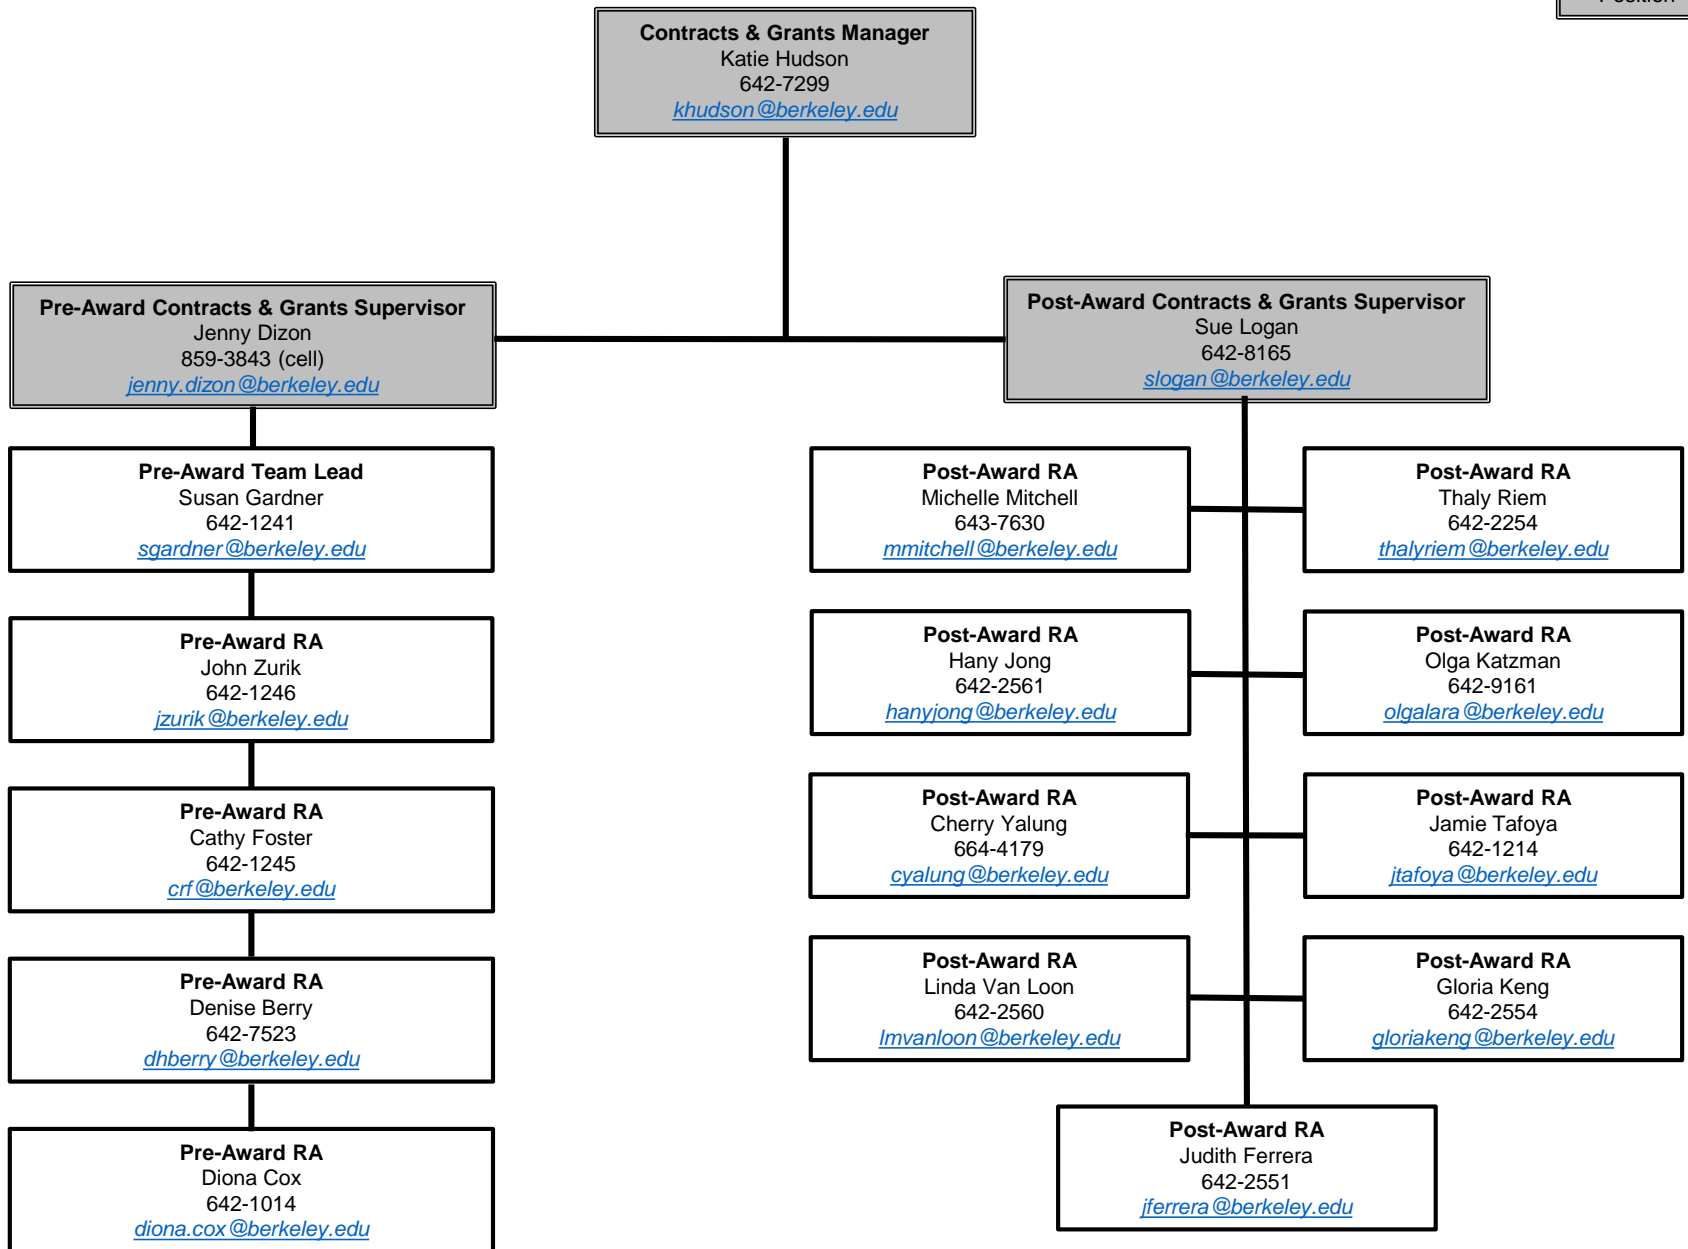 Position
Contracts & Grants Manager
Katie Hudson
642-7299
khudson@berkeley.edu
Pre-Award Contracts & Grants Supervisor
Jenny Dizon
859-3843 (cell)
jenny.dizon@berkeley.edu
Post-Award Contracts & Grants Supervisor
Sue Logan
642-8165
slogan@berkeley.edu
Pre-Award Team Lead
Susan Gardner
642-1241
sgardner@berkeley.edu
Pre-Award RA
John Zurik
642-1246
jzurik@berkeley.edu
Pre-Award RA
Cathy Foster
642-1245
crf@berkeley.edu
Pre-Award RA
Denise Berry
642-7523
dhberry@berkeley.edu
Pre-Award RA
Diona Cox
642-1014
diona.cox@berkeley.edu
Post-Award RA
Michelle Mitchell
643-7630
mmitchell@berkeley.edu
Post-Award RA
Thaly Riem
642-2254
thalyriem@berkeley.edu
Post-Award RA
Hany Jong
642-2561
hanyjong@berkeley.edu
Post-Award RA
Olga Katzman
642-9161
olgalara@berkeley.edu
Post-Award RA
Cherry Yalung
664-4179
cyalung@berkeley.edu
Post-Award RA
Jamie Tafoya
642-1214
jtafoya@berkeley.edu
Post-Award RA
Linda Van Loon
642-2560
lmvanloon@berkeley.edu
Post-Award RA
Gloria Keng
642-2554
gloriakeng@berkeley.edu
Post-Award RA
Judith Ferrera
642-2551
jferrera@berkeley.edu